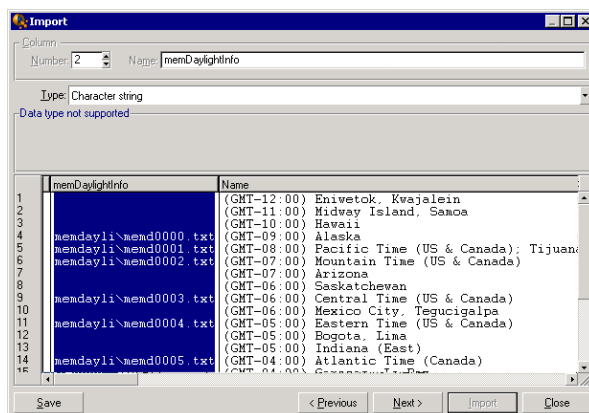 Import
Column
Number: 2 Name: memDaylightInfo
Type: Character string
Data type not supported
memDaylightInfo Name
1 (GMT-12:00) Eniwetok, Kwajalein
2 (GMT-11:00) Midway Island, Samoa
3 (GMT-10:00) Hawaii
4 memdayli\memd0000.txt (GMT-09:00) Alaska
5 memdayli\memd0001.txt (GMT-08:00) Pacific Time (US & Canada); Tijuana
6 memdayli\memd0002.txt (GMT-07:00) Mountain Time (US & Canada)
7 (GMT-07:00) Arizona
8 (GMT-06:00) Saskatchewan
9 memdayli\memd0003.txt (GMT-06:00) Central Time (US & Canada)
10 (GMT-06:00) Mexico City, Tegucigalpa
11 memdayli\memd0004.txt (GMT-05:00) Eastern Time (US & Canada)
12 (GMT-05:00) Bogota, Lima
13 (GMT-05:00) Indiana (East)
14 memdayli\memd0005.txt (GMT-04:00) Atlantic Time (Canada)
15
Save < Previous Next > Import Close